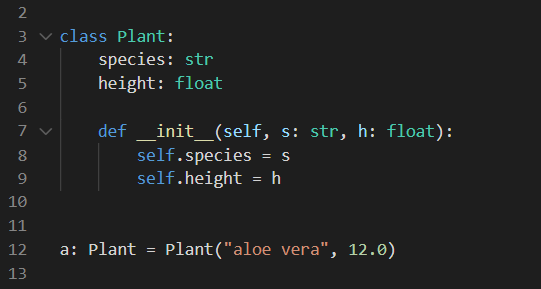 2
3 class Plant:
4     species: str
5     height: float
6
7     def __init__(self, s: str, h: float):
8         self.species = s
9         self.height = h
10
11
12 a: Plant = Plant("aloe vera", 12.0)
13